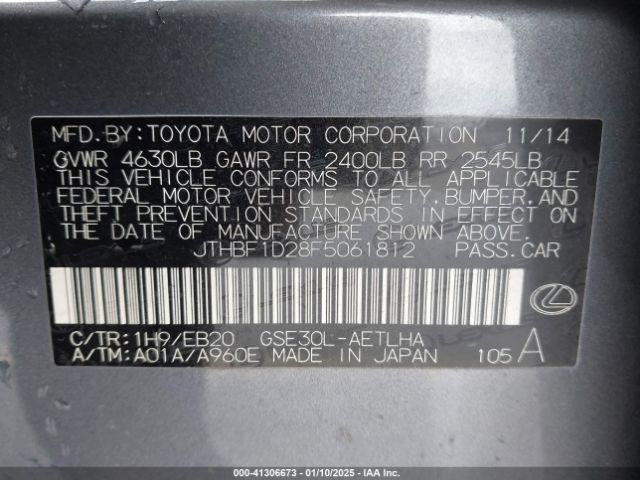 MFD.BY:TOYOTA MOTOR CORPORATION 11/14
GVWR 4630LB GAWR FR 2400LB RR 2545LB
THIS VEHICLE CONFORMS TO ALL APPLICABLE
FEDERAL MOTOR VEHICLE SAFETY,BUMPER,AND
THEFT PREVENTION STANDARDS IN EFFECT ON
THE DATE OF MANUFACTURE SHOWN ABOVE.
JTHBF1D28F5061812 PASS.CAR
C/TR:1H9/EB20 GSE30L-AETLHA
A/TM:A01A/A960E MADE IN JAPAN 105 A
000-41306673 - 01/10/2025 - IAA Inc.